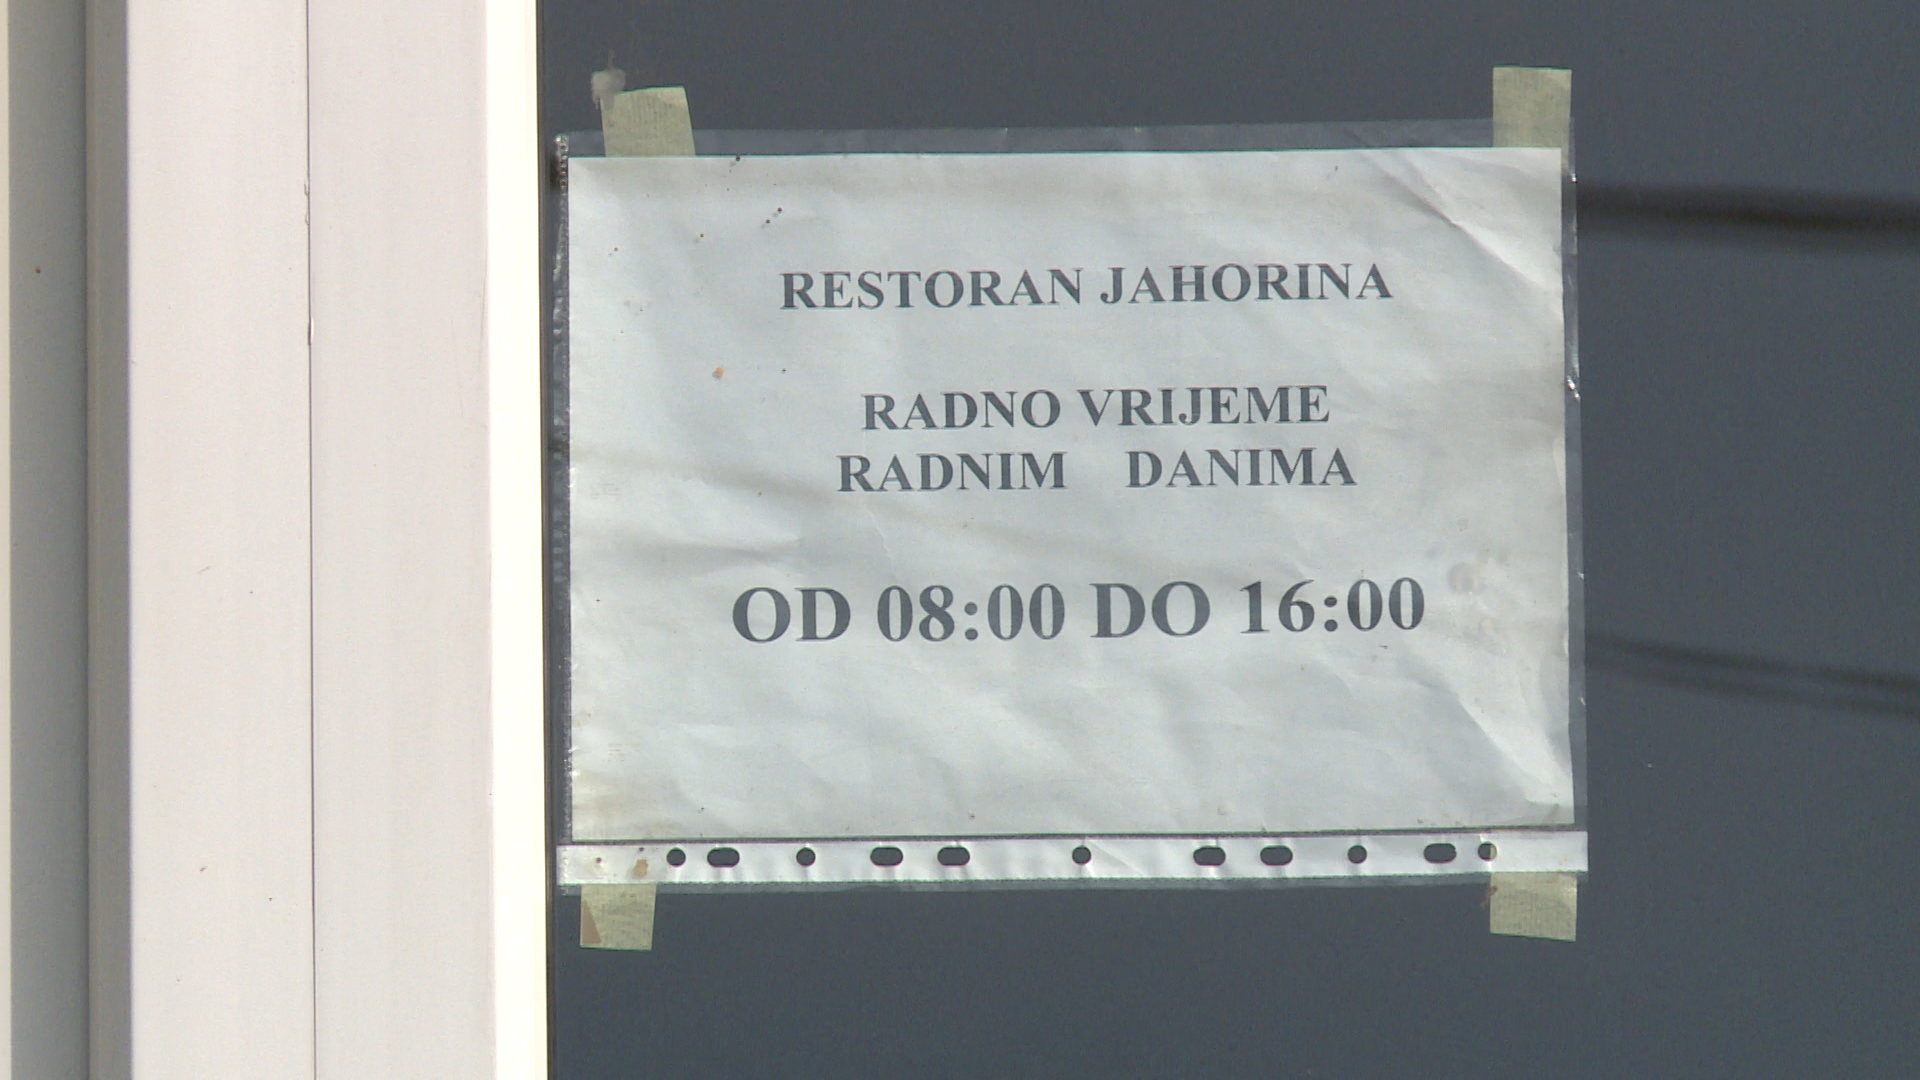 RESTORAN JAHORINA
RADNO VRIJEME
RADNIM DANIMA
OD 08:00 DO 16:00